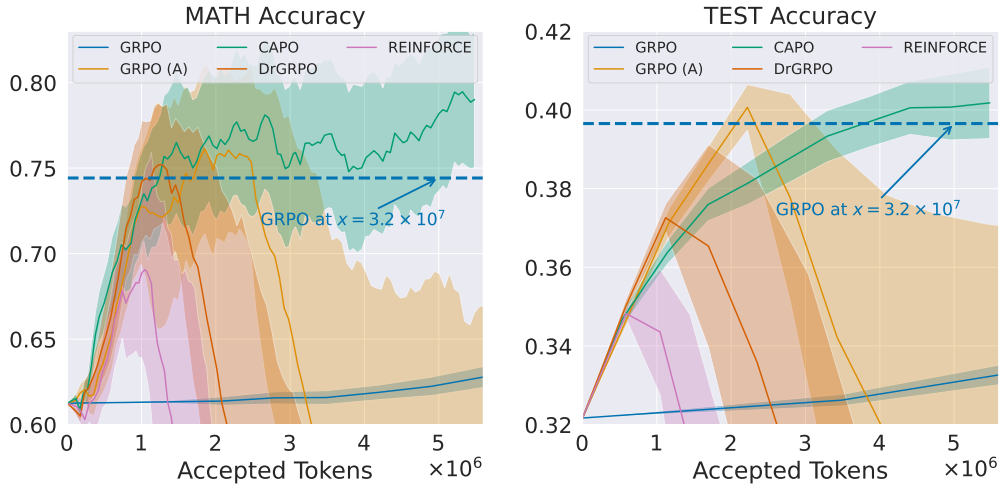 MATH Accuracy
GRPO CAPO REINFORCE
GRPO (A) DrGRPO
0.80
0.75
0.70
0.65
0.60
GRPO at x = 3.2 × 10⁷
0 1 2 3 4 5
Accepted Tokens ×10⁶
TEST Accuracy
GRPO CAPO REINFORCE
GRPO (A) DrGRPO
0.42
0.40
0.38
0.36
0.34
0.32
GRPO at x = 3.2 × 10⁷
0 1 2 3 4 5
Accepted Tokens ×10⁶